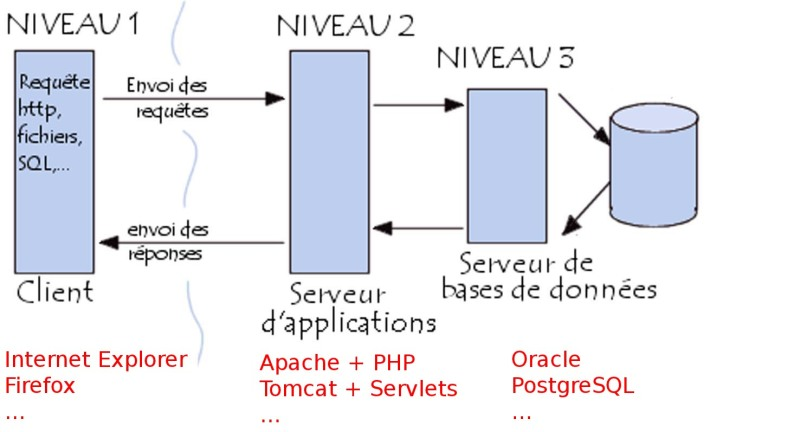 NIVEAU 1
NIVEAU 2
NIVEAU 3
Requête
http,
fichiers,
SQL,...
Envoi des
requêtes
envoi des
réponses
Client
Serveur
d'applications
Serveur de
bases de données
Internet Explorer
Firefox
...
Apache + PHP
Tomcat + Servlets
...
Oracle
PostgreSQL
...